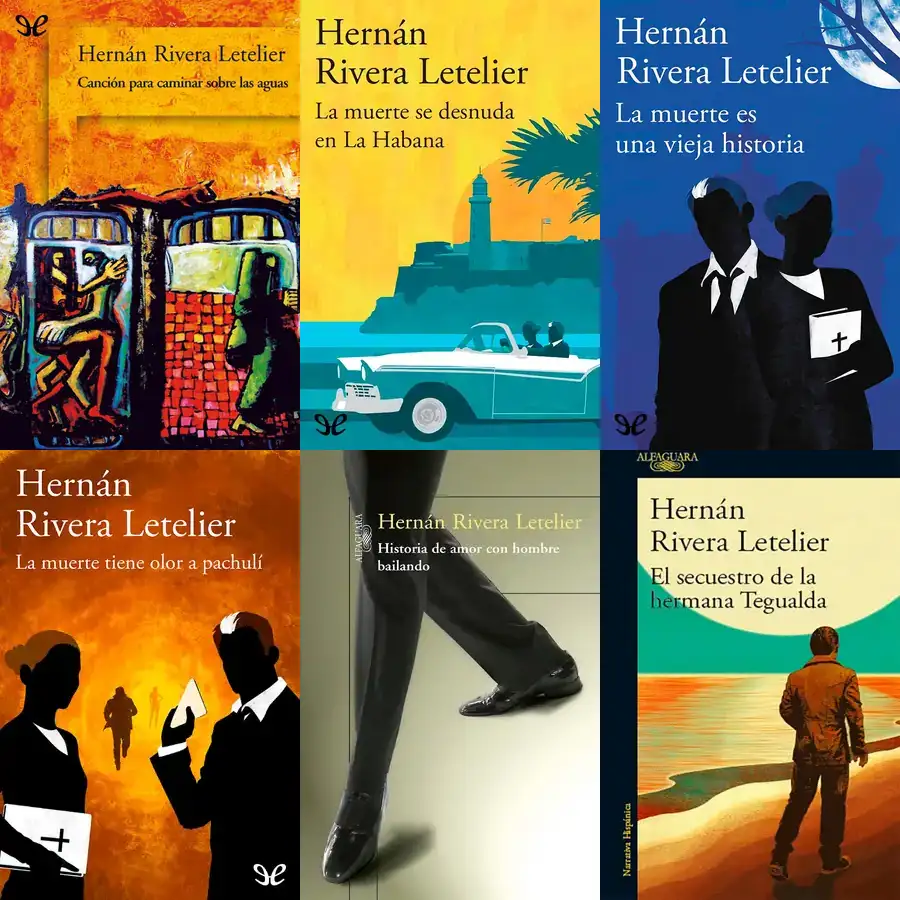 Hernán Rivera Letelier
Canción para caminar sobre las aguas
Hernán
Rivera Letelier
La muerte se desnuda
en La Habana
Hernán
Rivera Letelier
La muerte es
una vieja historia
Hernán
Rivera Letelier
La muerte tiene olor a pachulí
ALFAGUARA
Hernán Rivera Letelier
Historia de amor con hombre
bailando
ALFAGUARA
Hernán
Rivera Letelier
El secuestro de la
hermana Tegualda
Narrativa Hispánica